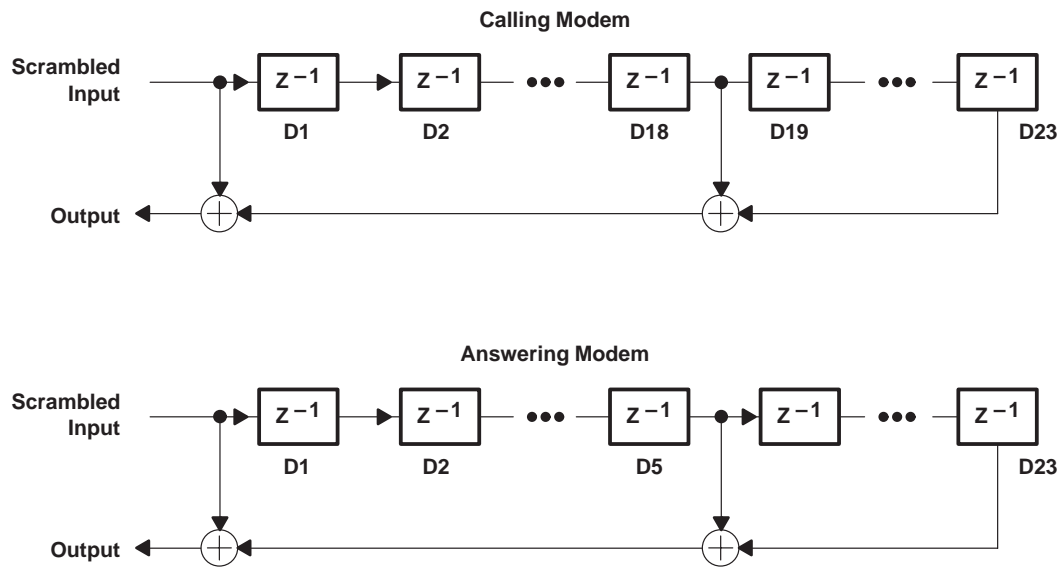 Calling Modem
Scrambled
Input
Z⁻¹ Z⁻¹ ••• Z⁻¹ Z⁻¹ ••• Z⁻¹
D1 D2 D18 D19 D23
Output
Answering Modem
Scrambled
Input
Z⁻¹ Z⁻¹ ••• Z⁻¹ Z⁻¹ ••• Z⁻¹
D1 D2 D5 D23
Output